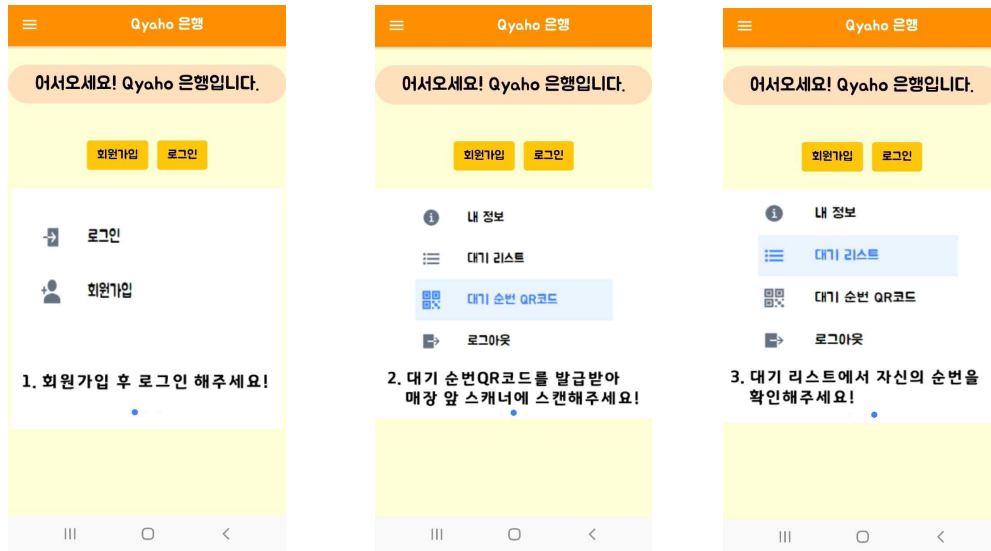 Qyaho 은행
어서오세요! Qyaho 은행입니다.
회원가입 로그인
로그인
회원가입
1. 회원가입 후 로그인 해주세요!
Qyaho 은행
어서오세요! Qyaho 은행입니다.
회원가입 로그인
내 정보
대기 리스트
대기 순번 QR코드
로그아웃
2. 대기 순번QR코드를 발급받아
매장 앞 스캐너에 스캔해주세요!
Qyaho 은행
어서오세요! Qyaho 은행입니다.
회원가입 로그인
내 정보
대기 리스트
대기 순번 QR코드
로그아웃
3. 대기 리스트에서 자신의 순번을
확인해주세요!